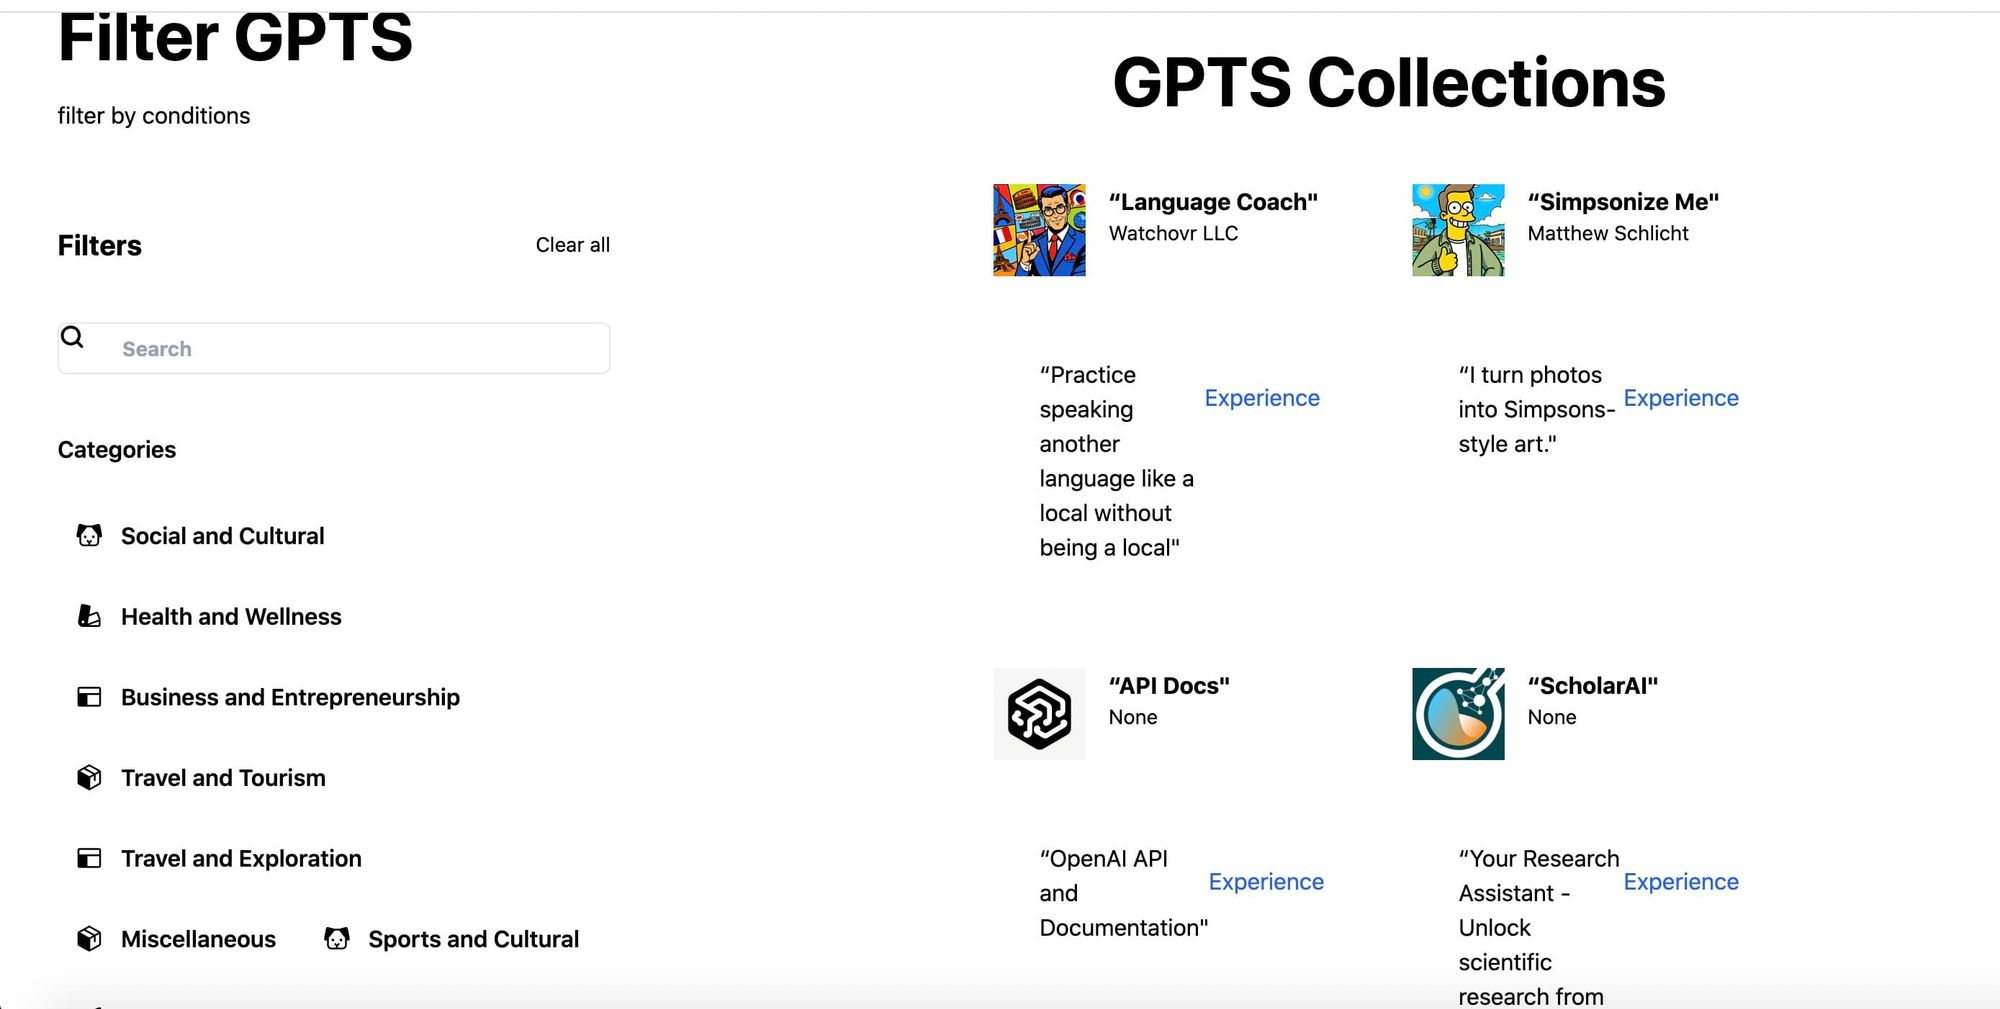 Filter GPTS
filter by conditions
Filters
Clear all
Search
Categories
Social and Cultural
Health and Wellness
Business and Entrepreneurship
Travel and Tourism
Travel and Exploration
Miscellaneous
Sports and Cultural
GPTS Collections
“Language Coach"
Watchovr LLC
“Practice
speaking
another
language like a
local without
being a local"
Experience
“Simpsonize Me"
Matthew Schlicht
“I turn photos
into Simpsons-
style art."
Experience
“API Docs"
None
“OpenAI API
and
Documentation"
Experience
“ScholarAI"
None
“Your Research
Assistant -
Unlock
scientific
research from
Experience